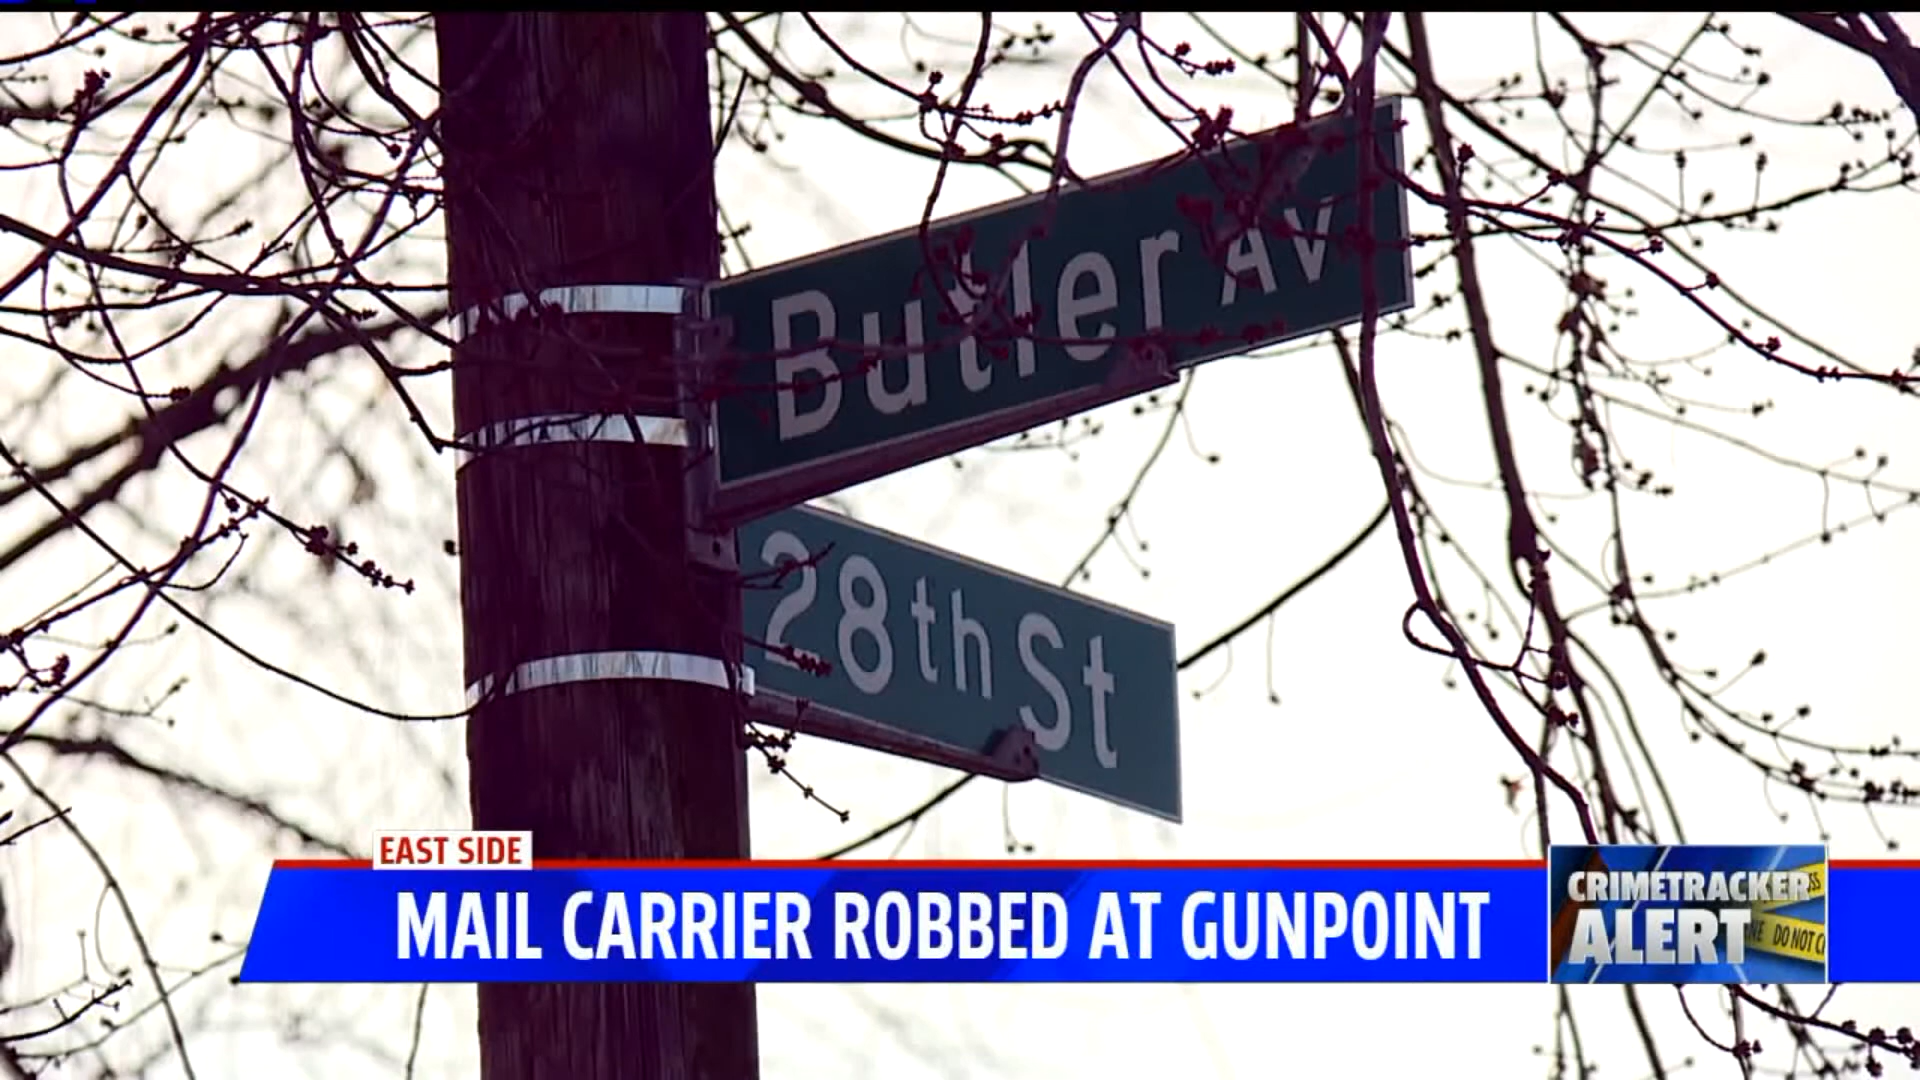 Butler AV
28th St
EAST SIDE
MAIL CARRIER ROBBED AT GUNPOINT
CRIMETRACKER
ALERT
DO NOT